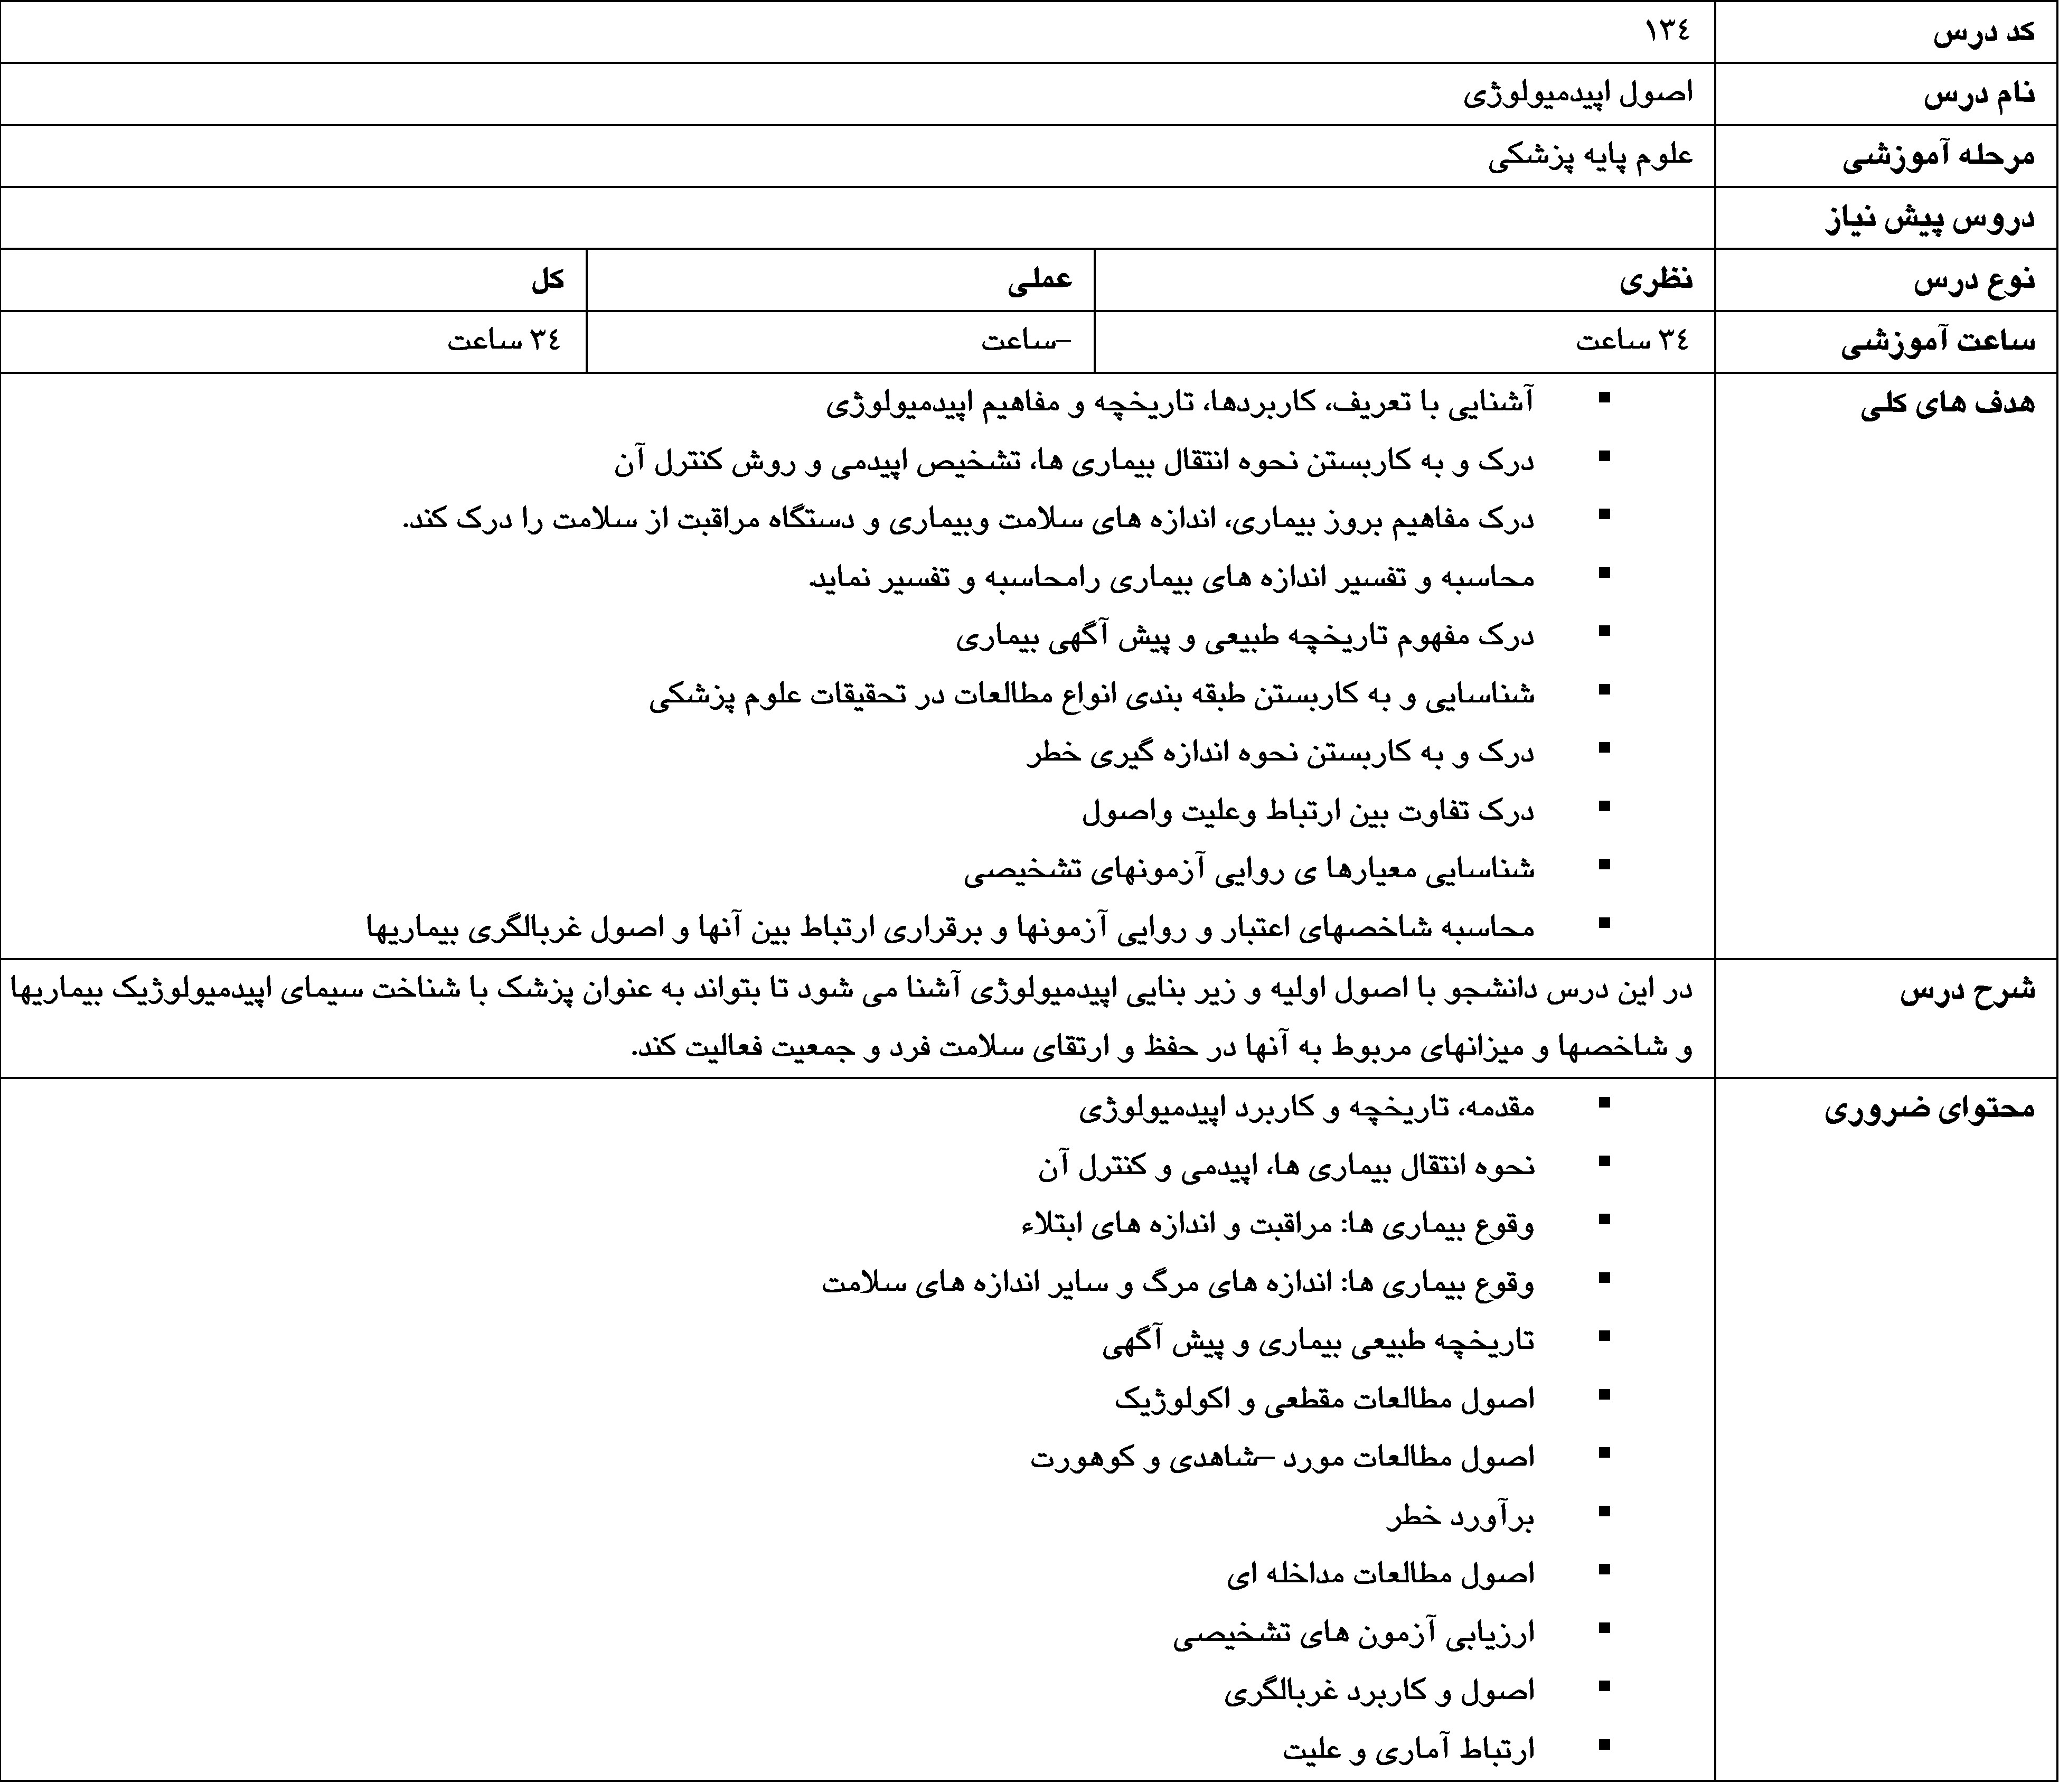 کد درس ١٣٤
نام درس اصول اپیدمیولوژی
مرحله آموزشی علوم پایه پزشکی
دروس پیش نیاز
نوع درس نظری عملی کل
ساعت آموزشی ٣٤ ساعت –ساعت ٣٤ ساعت
هدف های کلی ▪ آشنایی با تعریف، کاربردها، تاریخچه و مفاهیم اپیدمیولوژی
▪ درک و به کاربستن نحوه انتقال بیماری ها، تشخیص اپیدمی و روش کنترل آن
▪ درک مفاهیم بروز بیماری، اندازه های سلامت وبیماری و دستگاه مراقبت از سلامت را درک کند.
▪ محاسبه و تفسیر اندازه های بیماری رامحاسبه و تفسیر نماید.
▪ درک مفهوم تاریخچه طبیعی و پیش آگهی بیماری
▪ شناسایی و به کاربستن طبقه بندی انواع مطالعات در تحقیقات علوم پزشکی
▪ درک و به کاربستن نحوه اندازه گیری خطر
▪ درک تفاوت بین ارتباط وعلیت واصول
▪ شناسایی معیارها ی روایی آزمونهای تشخیصی
▪ محاسبه شاخصهای اعتبار و روایی آزمونها و برقراری ارتباط بین آنها و اصول غربالگری بیماریها
شرح درس در این درس دانشجو با اصول اولیه و زیر بنایی اپیدمیولوژی آشنا می شود تا بتواند به عنوان پزشک با شناخت سیمای اپیدمیولوژیک بیماریها
و شاخصها و میزانهای مربوط به آنها در حفظ و ارتقای سلامت فرد و جمعیت فعالیت کند.
محتوای ضروری ▪ مقدمه، تاریخچه و کاربرد اپیدمیولوژی
▪ نحوه انتقال بیماری ها، اپیدمی و کنترل آن
▪ وقوع بیماری ها: مراقبت و اندازه های ابتلاء
▪ وقوع بیماری ها: اندازه های مرگ و سایر اندازه های سلامت
▪ تاریخچه طبیعی بیماری و پیش آگهی
▪ اصول مطالعات مقطعی و اکولوژیک
▪ اصول مطالعات مورد –شاهدی و کوهورت
▪ برآورد خطر
▪ اصول مطالعات مداخله ای
▪ ارزیابی آزمون های تشخیصی
▪ اصول و کاربرد غربالگری
▪ ارتباط آماری و علیت